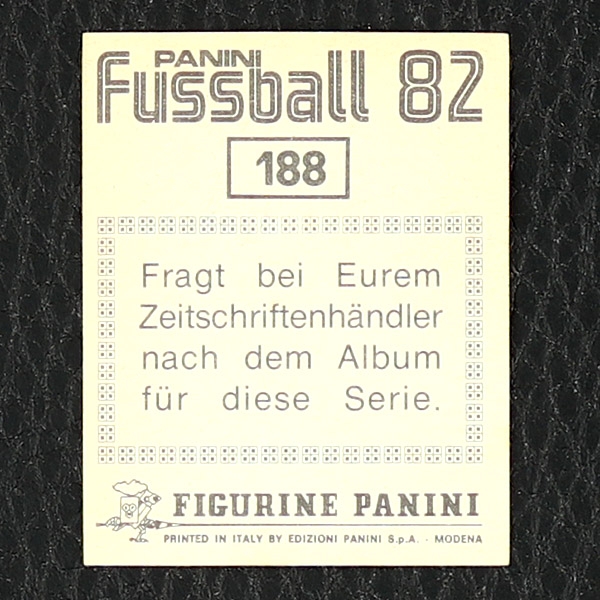 PANINI
Fussball 82
188
Fragt bei Eurem
Zeitschriftenhändler
nach dem Album
für diese Serie.
FIGURINE PANINI
PRINTED IN ITALY BY EDIZIONI PANINI S.p.A. - MODENA